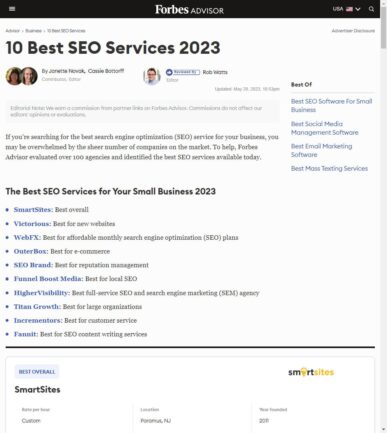 Forbes ADVISOR
USA
Advisor › Business › 10 Best SEO Services
Advertiser Disclosure
10 Best SEO Services 2023
By Jonette Novak, Cassie Bottorff
Contributor, Editor
Reviewed By Rob Watts
Editor
Updated: May 29, 2023, 10:53pm
Editorial Note: We earn a commission from partner links on Forbes Advisor. Commissions do not affect our
editors' opinions or evaluations.
If you're searching for the best search engine optimization (SEO) service for your business, you
may be overwhelmed by the sheer number of companies on the market. To help, Forbes
Advisor evaluated over 100 agencies and identified the best SEO services available today.
The Best SEO Services for Your Small Business 2023
SmartSites: Best overall
Victorious: Best for new websites
WebFX: Best for affordable monthly search engine optimization (SEO) plans
OuterBox: Best for e-commerce
SEO Brand: Best for reputation management
Funnel Boost Media: Best for local SEO
HigherVisibility: Best full-service SEO and search engine marketing (SEM) agency
Titan Growth: Best for large organizations
Incrementors: Best for customer service
Fannit: Best for SEO content writing services
Best Of
Best SEO Software For Small
Business
Best Social Media
Management Software
Best Email Marketing
Software
Best Mass Texting Services
BEST OVERALL
smartsites
SmartSites
Rate per hour
Custom
Location
Paramus, NJ
Year founded
2011